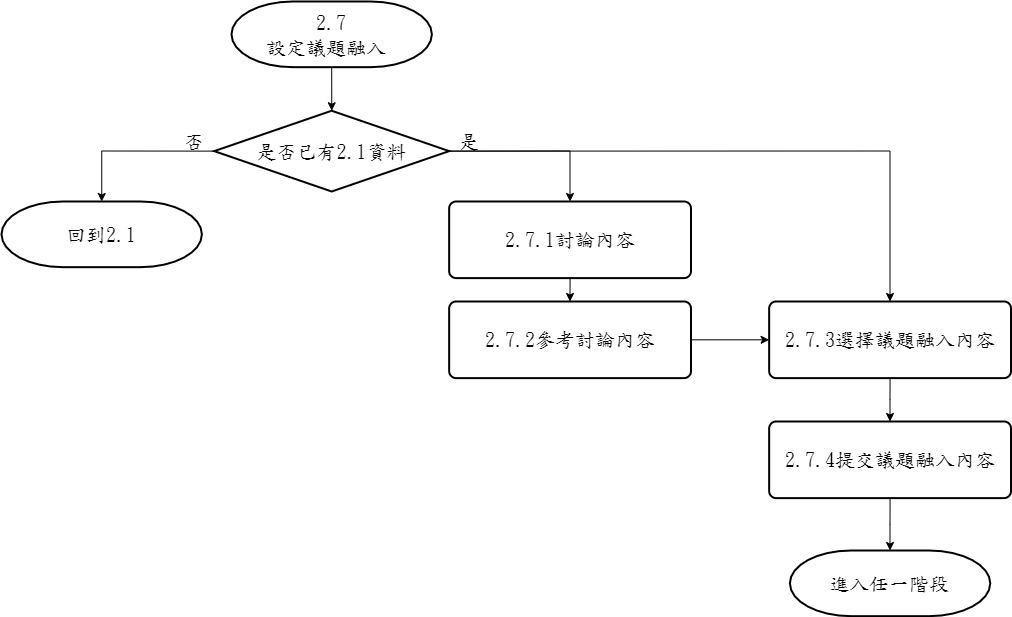 2.7
設定議題融入
否
是否已有2.1資料
是
回到2.1
2.7.1討論內容
2.7.2參考討論內容
2.7.3選擇議題融入內容
2.7.4提交議題融入內容
進入任一階段